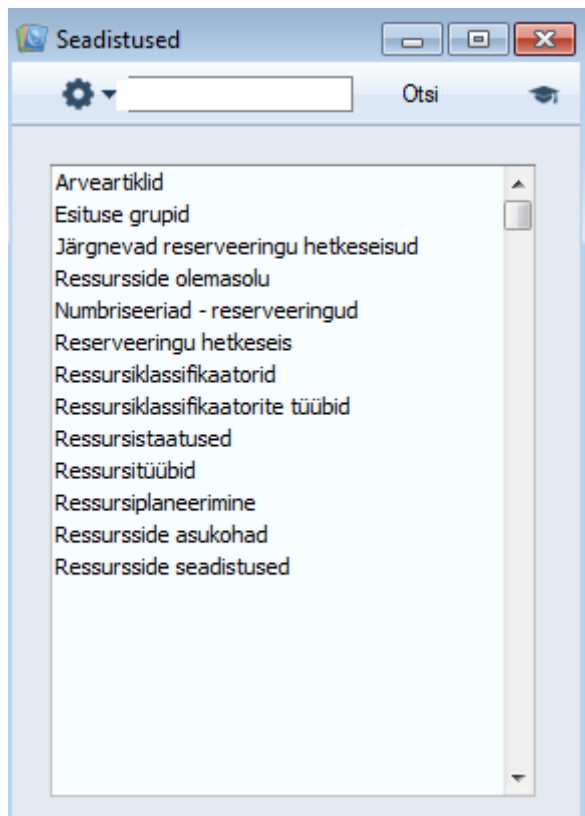 Seadistused
Otsi
Arveartiklid
Esituse grupid
Järgnevad reserveeringu hetkeseisud
Ressursside olemasolu
Numbriseeriad - reserveeringud
Reserveeringu hetkeseis
Ressursiklassifikaatorid
Ressursiklassifikaatorite tüübid
Ressursistaatused
Ressursitüübid
Ressursiplaneerimine
Ressursside asukohad
Ressursside seadistused